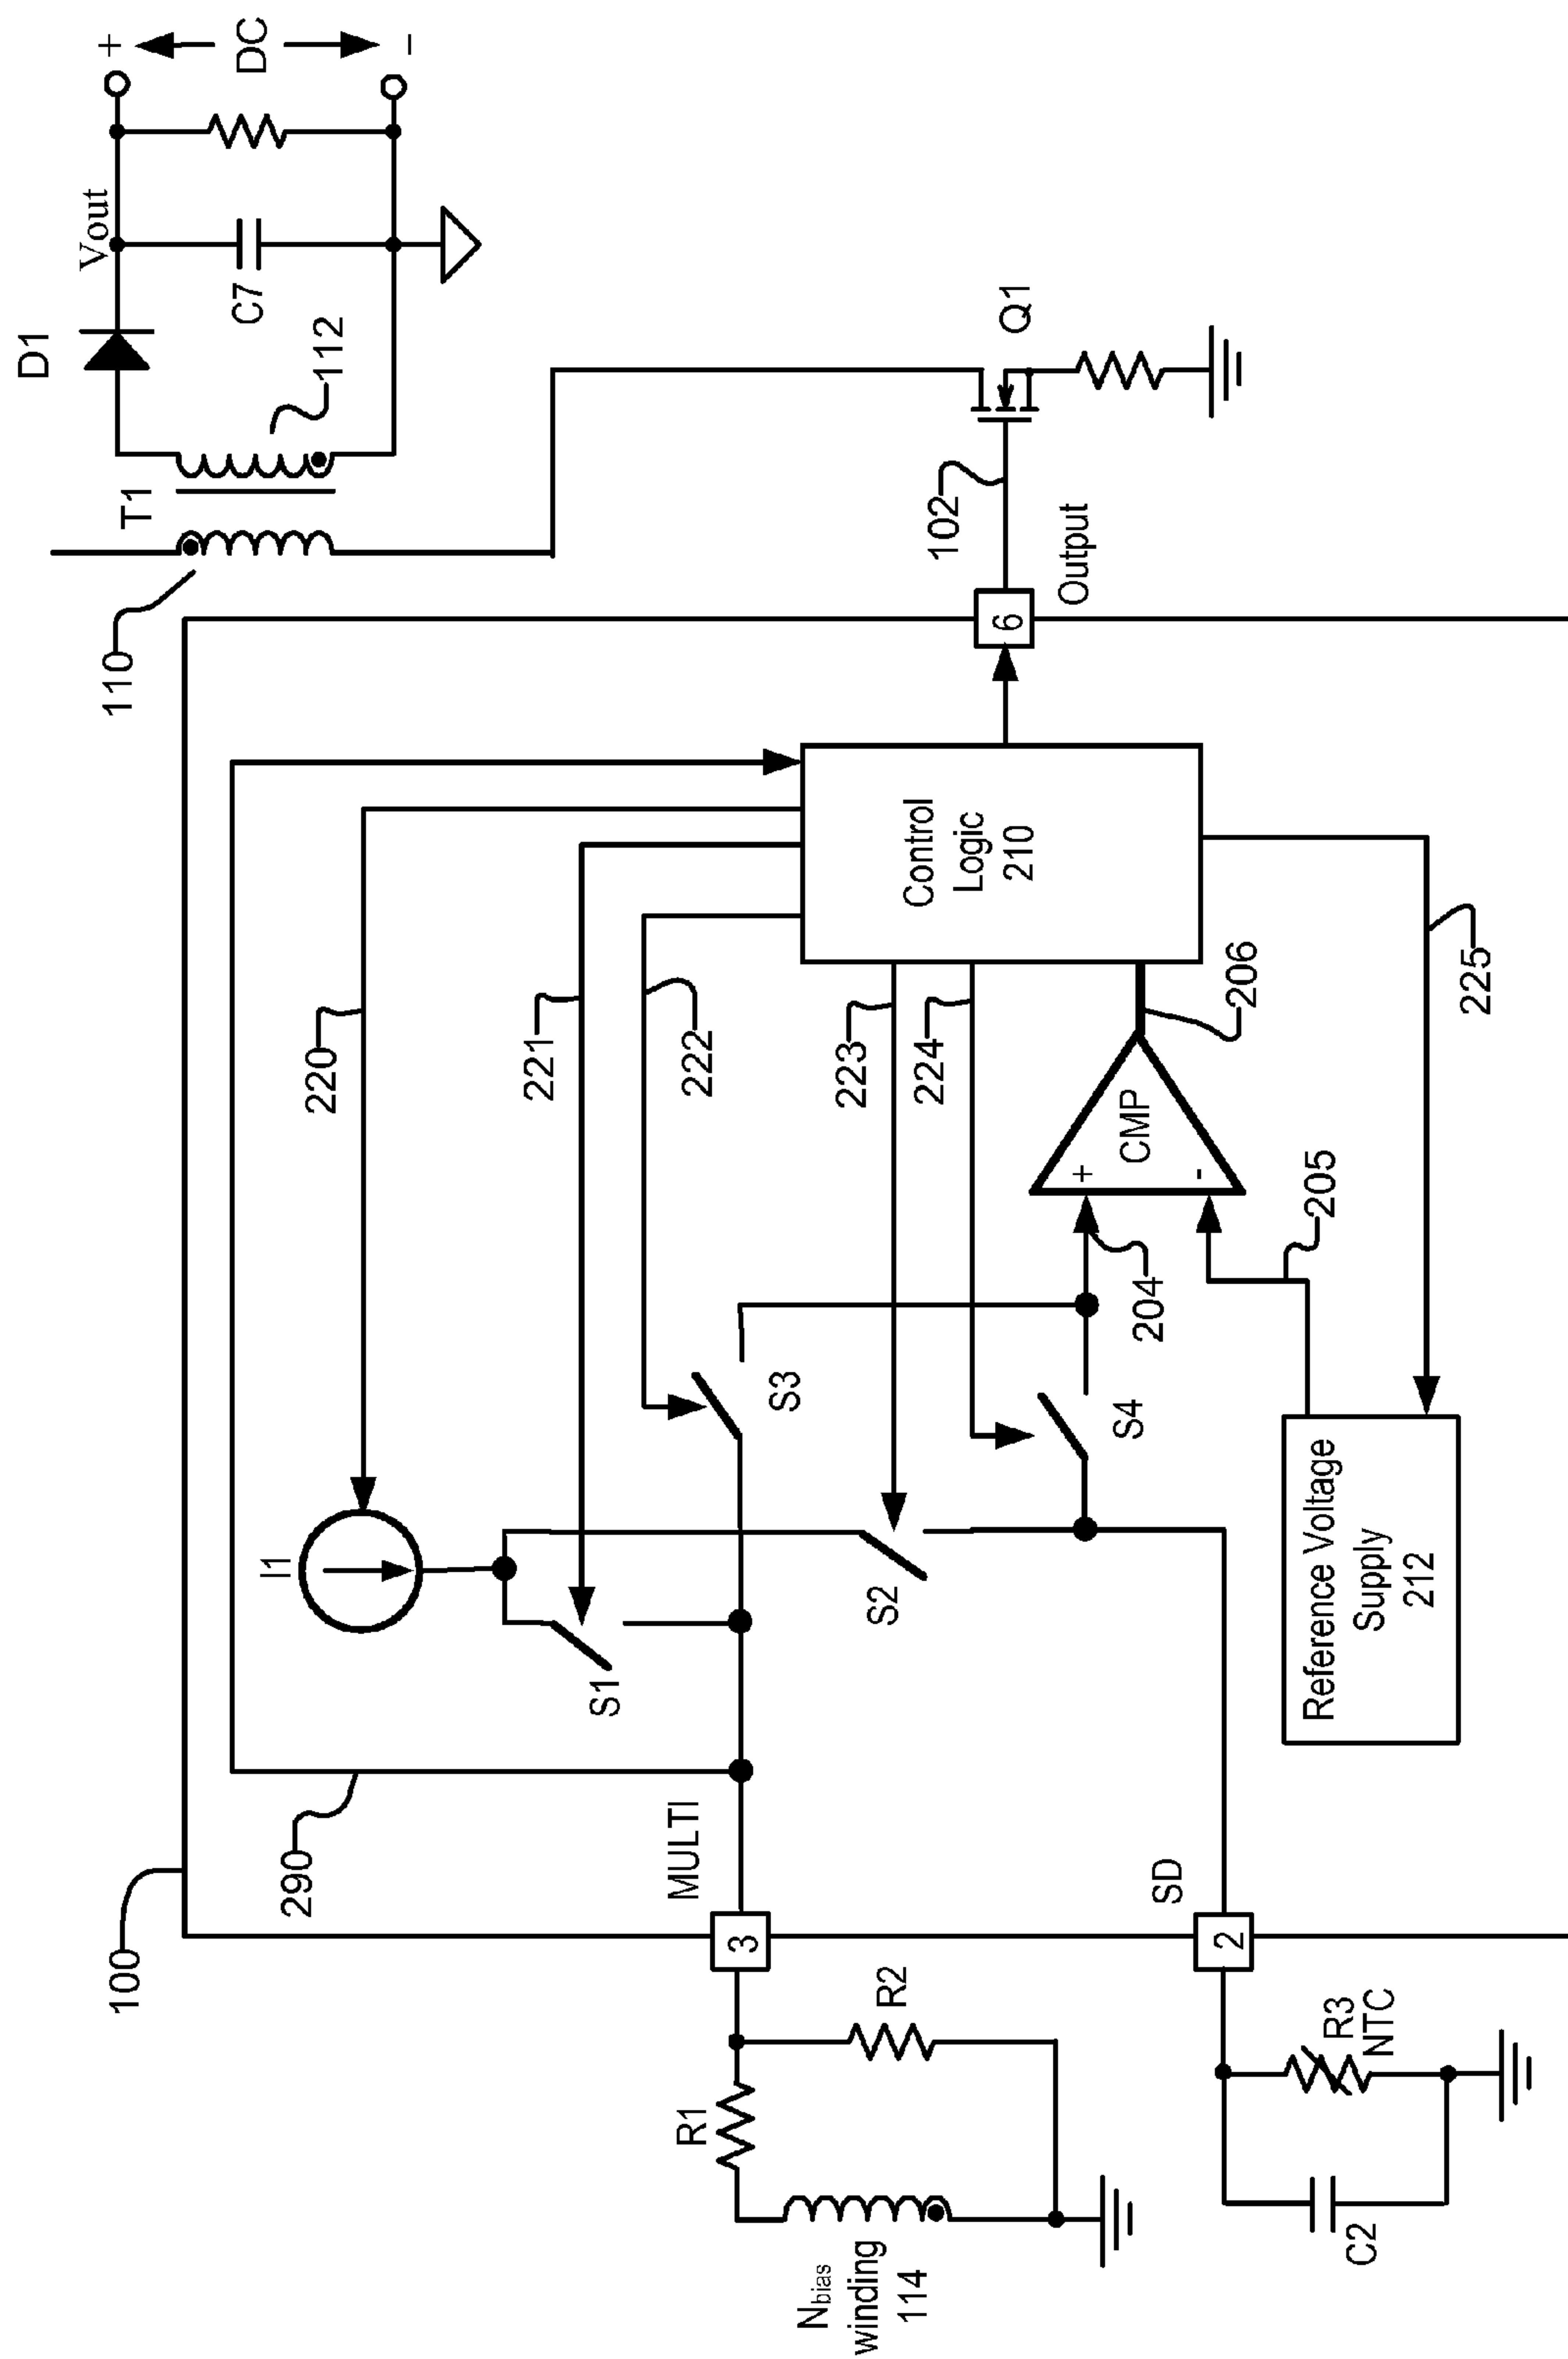 D1
Vout
+
DC
−
C7
112
T1
110
Q1
102
6
Output
100
290
220
221
222
223
224
I1
S1
S2
S3
S4
Control
Logic
210
206
CMP
+
-
204
205
225
Reference Voltage
Supply
212
MULTI
3
SD
2
R1
R2
Nbias
winding
114
R3
NTC
C2